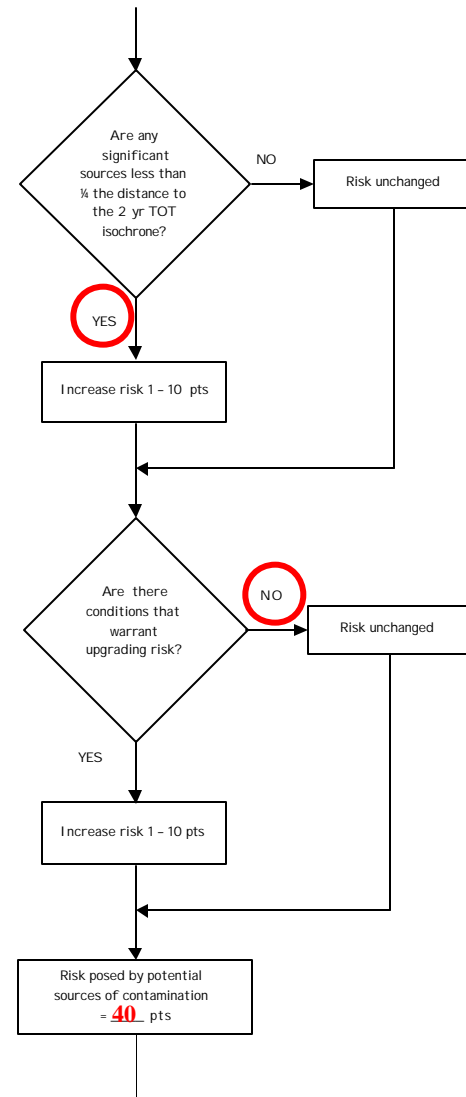 Are any
significant
sources less than
¼ the distance to
the 2 yr TOT
isochrone?
NO
Risk unchanged
YES
Increase risk 1 – 10 pts
Are there
conditions that
warrant
upgrading risk?
NO
Risk unchanged
YES
Increase risk 1 – 10 pts
Risk posed by potential
sources of contamination
= 40 pts